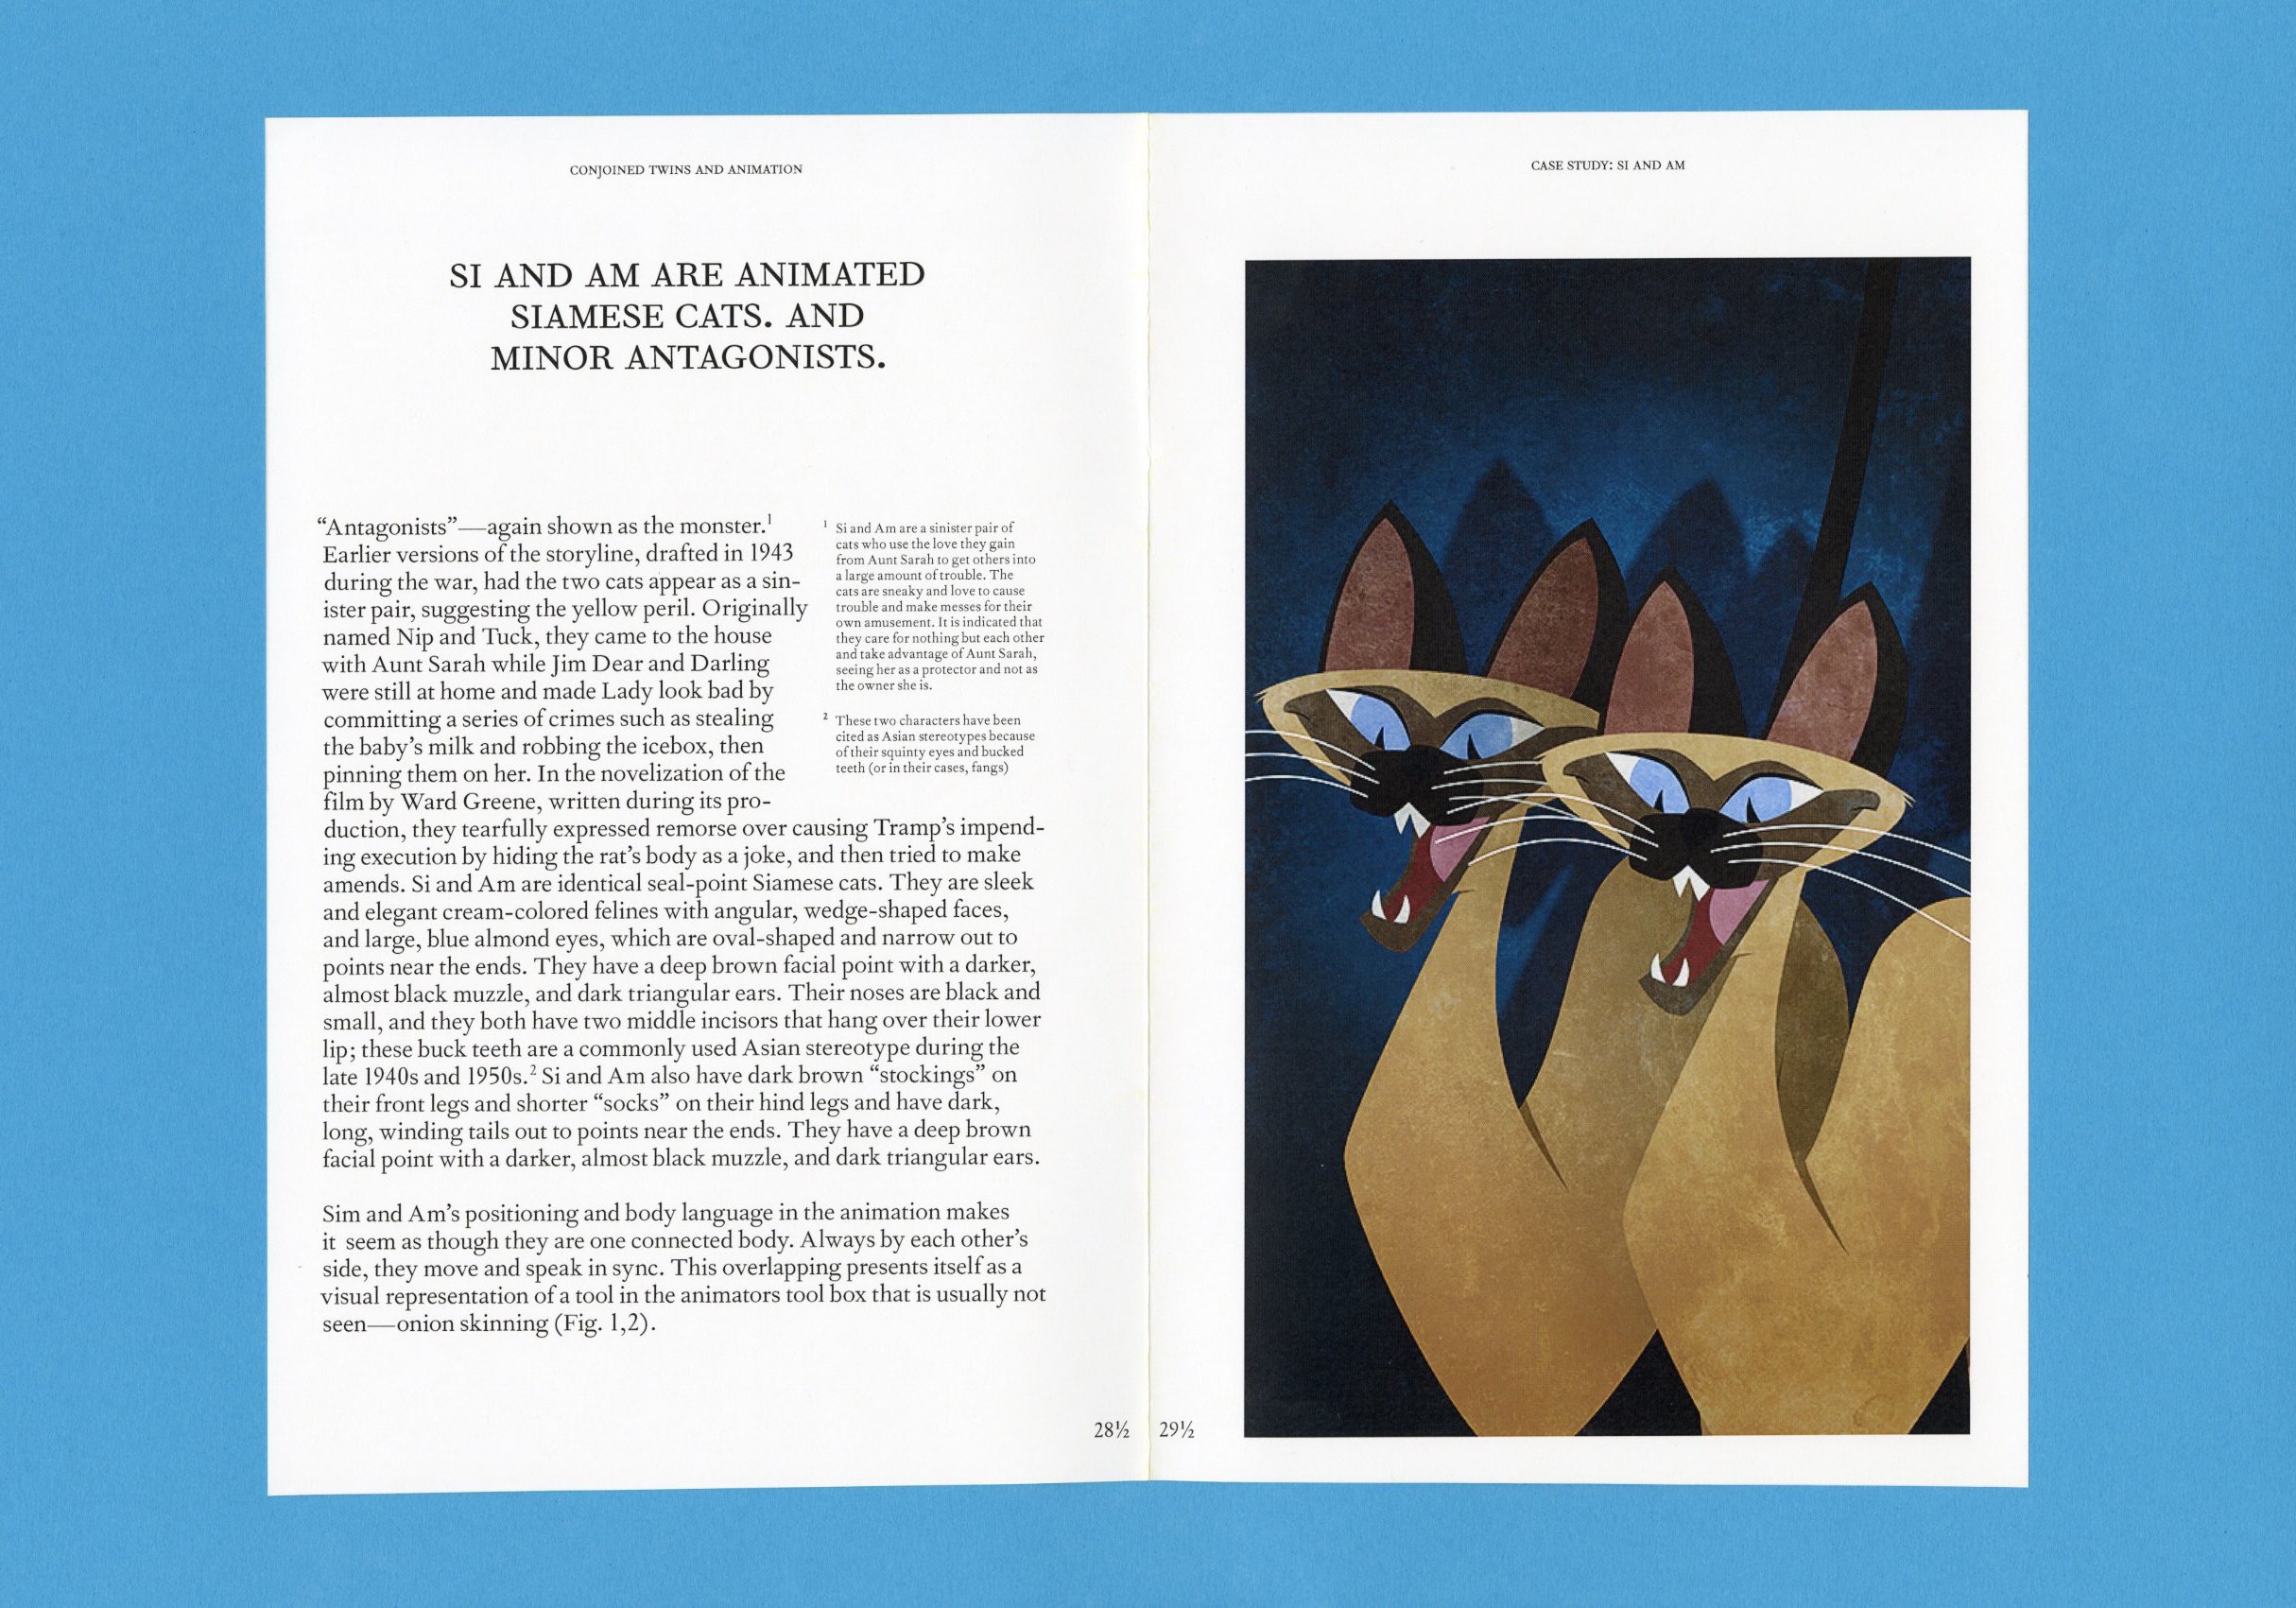 CONJOINED TWINS AND ANIMATION
SI AND AM ARE ANIMATED
SIAMESE CATS. AND
MINOR ANTAGONISTS.
“Antagonists”—again shown as the monster.¹
Earlier versions of the storyline, drafted in 1943
during the war, had the two cats appear as a sin-
ister pair, suggesting the yellow peril. Originally
named Nip and Tuck, they came to the house
with Aunt Sarah while Jim Dear and Darling
were still at home and made Lady look bad by
committing a series of crimes such as stealing
the baby’s milk and robbing the icebox, then
pinning them on her. In the novelization of the
film by Ward Greene, written during its pro-
duction, they tearfully expressed remorse over causing Tramp’s impend-
ing execution by hiding the rat’s body as a joke, and then tried to make
amends. Si and Am are identical seal-point Siamese cats. They are sleek
and elegant cream-colored felines with angular, wedge-shaped faces,
and large, blue almond eyes, which are oval-shaped and narrow out to
points near the ends. They have a deep brown facial point with a darker,
almost black muzzle, and dark triangular ears. Their noses are black and
small, and they both have two middle incisors that hang over their lower
lip; these buck teeth are a commonly used Asian stereotype during the
late 1940s and 1950s.² Si and Am also have dark brown “stockings” on
their front legs and shorter “socks” on their hind legs and have dark,
long, winding tails out to points near the ends. They have a deep brown
facial point with a darker, almost black muzzle, and dark triangular ears.
Sim and Am’s positioning and body language in the animation makes
it seem as though they are one connected body. Always by each other’s
side, they move and speak in sync. This overlapping presents itself as a
visual representation of a tool in the animators tool box that is usually not
seen—onion skinning (Fig. 1,2).
¹ Si and Am are a sinister pair of
cats who use the love they gain
from Aunt Sarah to get others into
a large amount of trouble. The
cats are sneaky and love to cause
trouble and make messes for their
own amusement. It is indicated that
they care for nothing but each other
and take advantage of Aunt Sarah,
seeing her as a protector and not as
the owner she is.
² These two characters have been
cited as Asian stereotypes because
of their squinty eyes and bucked
teeth (or in their cases, fangs)
28½
CASE STUDY: SI AND AM
29½